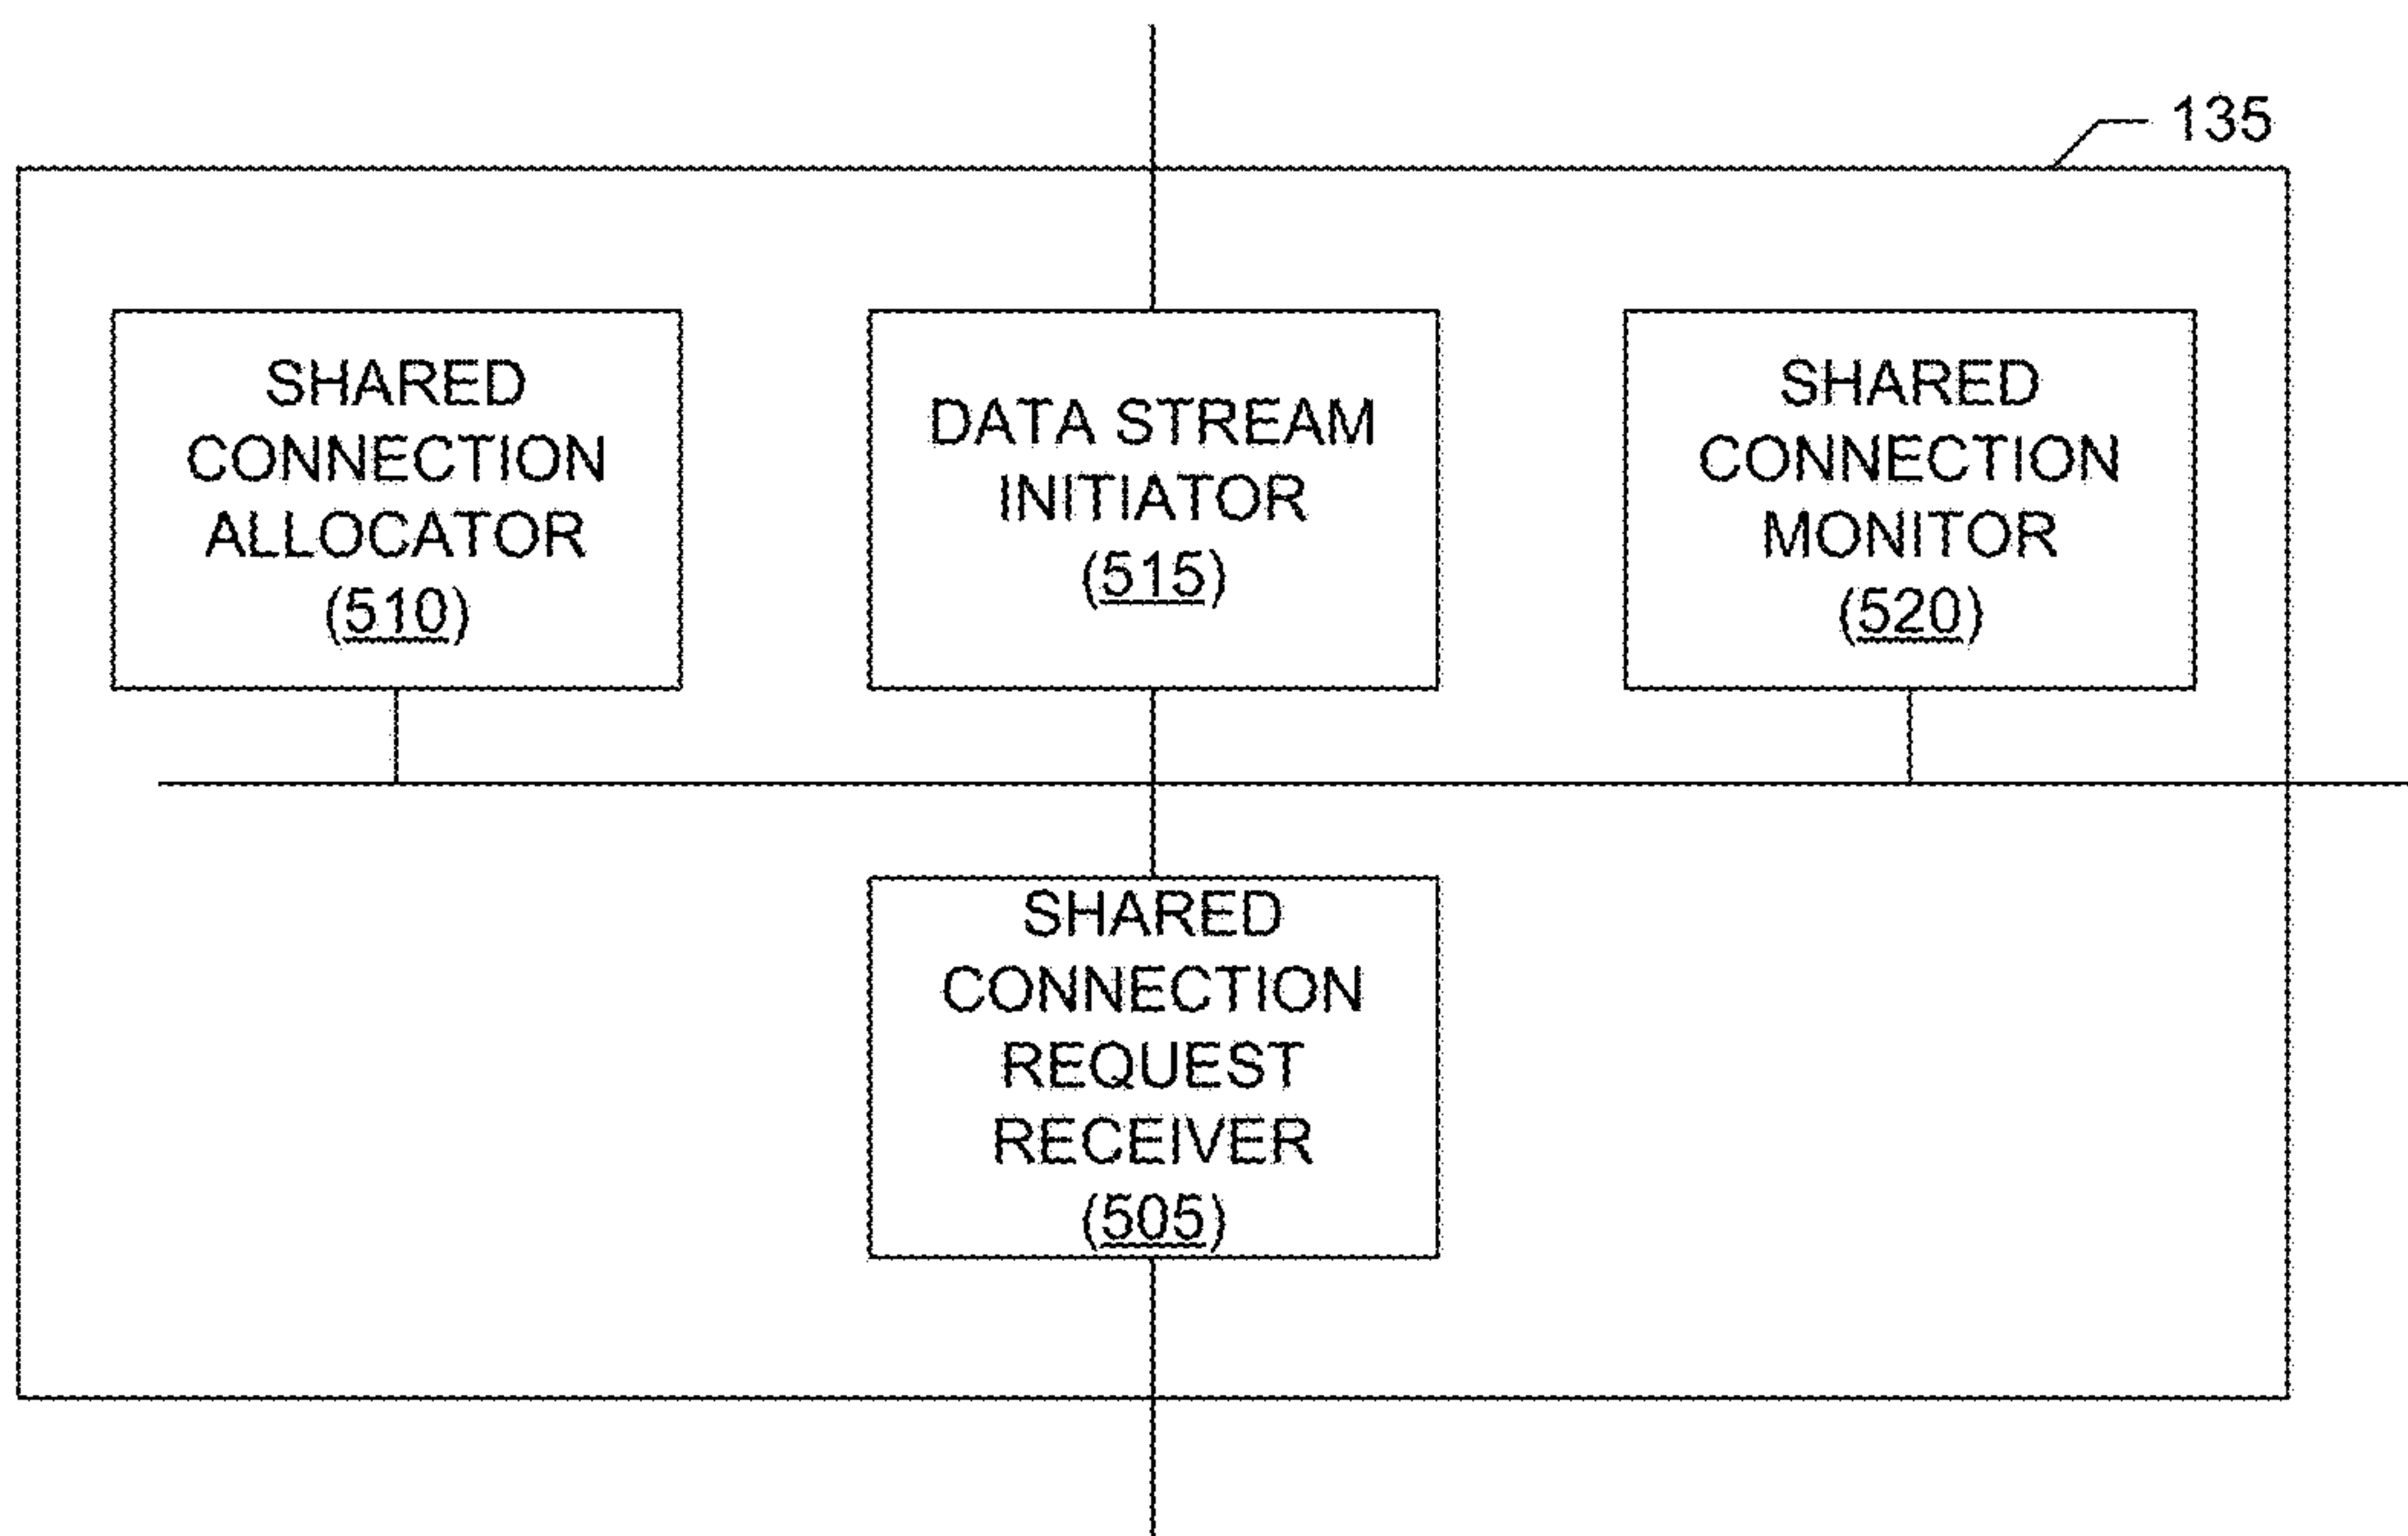 135
SHARED
CONNECTION
ALLOCATOR
(510)
DATA STREAM
INITIATOR
(515)
SHARED
CONNECTION
MONITOR
(520)
SHARED
CONNECTION
REQUEST
RECEIVER
(505)